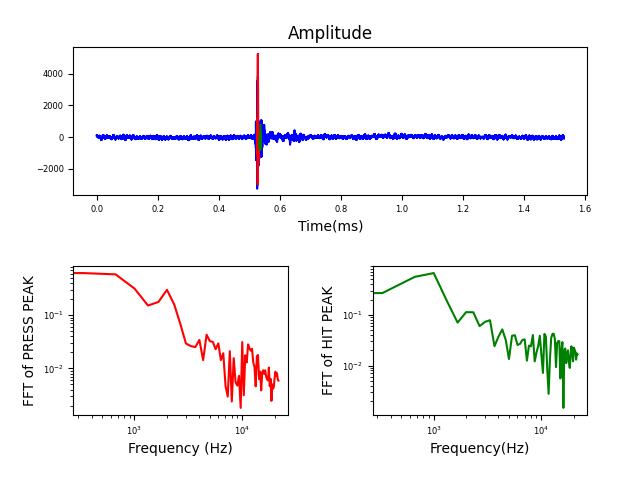 Amplitude
4000
2000
0
−2000
0.0 0.2 0.4 0.6 0.8 1.0 1.2 1.4 1.6
Time(ms)
FFT of PRESS PEAK
10⁻¹
10⁻²
10³ 10⁴
Frequency (Hz)
FFT of HIT PEAK
10⁻¹
10⁻²
10³ 10⁴
Frequency(Hz)